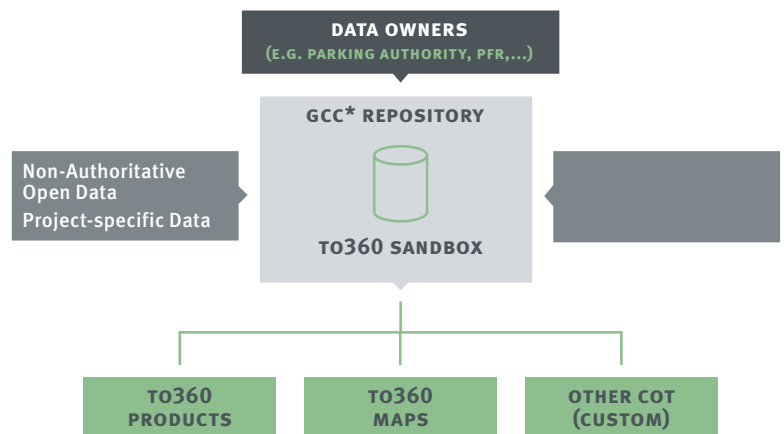 DATA OWNERS
(E.G. PARKING AUTHORITY, PFR,...)
GCC* REPOSITORY
Non-Authoritative
Open Data
Project-specific Data
TO360 SANDBOX
TO360
PRODUCTS
TO360
MAPS
OTHER COT
(CUSTOM)